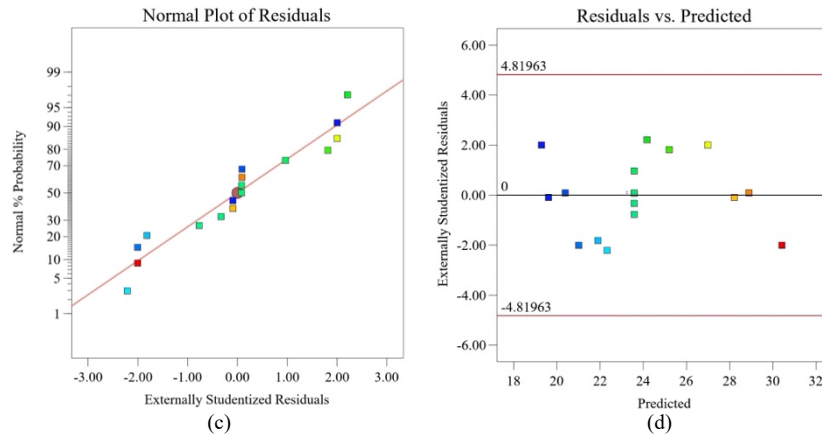 Normal Plot of Residuals
Normal % Probability
99
95
90
80
70
50
30
20
10
5
1
-3.00 -2.00 -1.00 0.00 1.00 2.00 3.00
Externally Studentized Residuals
(c)
Residuals vs. Predicted
Externally Studentized Residuals
6.00
4.81963
4.00
2.00
0
0.00
-2.00
-4.00
-4.81963
-6.00
18 20 22 24 26 28 30 32
Predicted
(d)